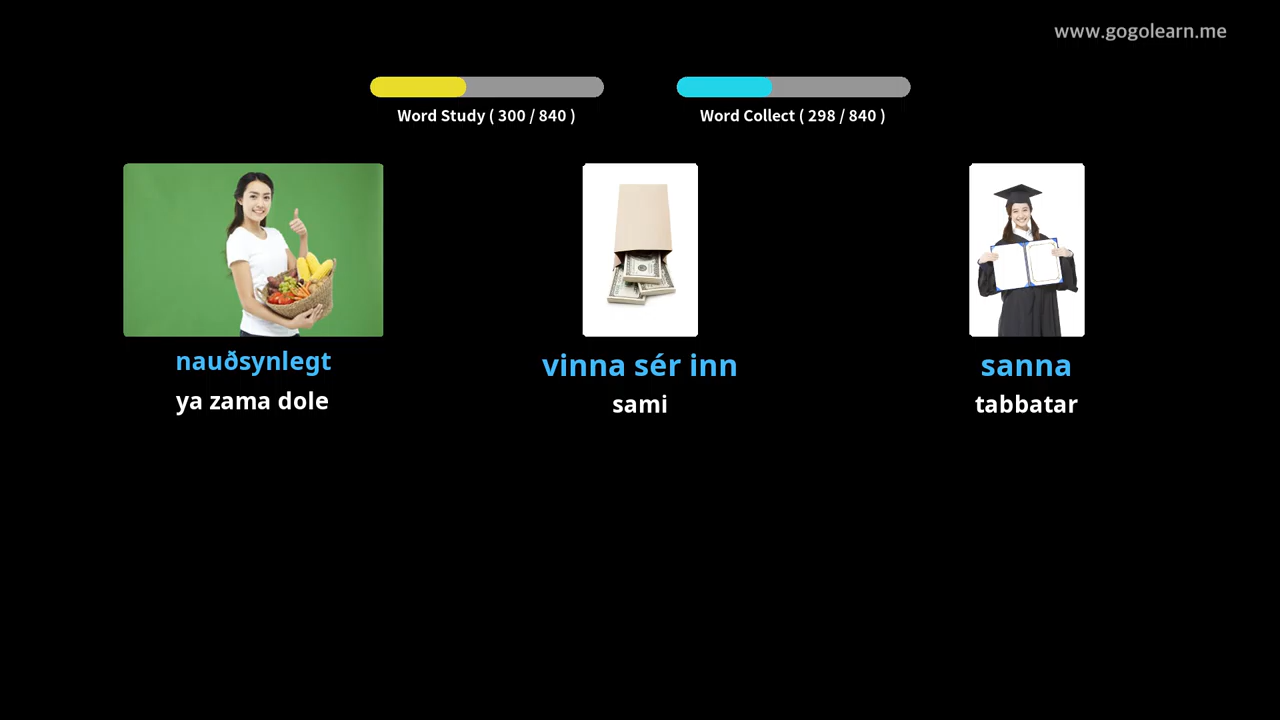 www.gogolearn.me
Word Study ( 300 / 840 )
Word Collect ( 298 / 840 )
nauðsynlegt
ya zama dole
vinna sér inn
sami
sanna
tabbatar